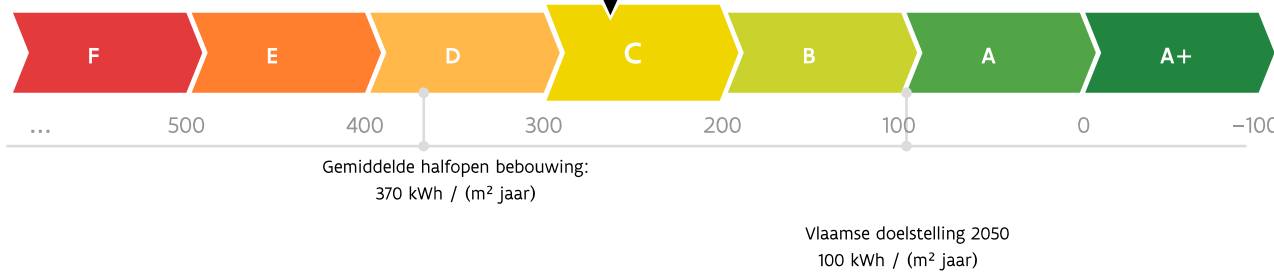 F E D C B A A+
... 500 400 300 200 100 0 −100
Gemiddelde halfopen bebouwing:
370 kWh / (m² jaar)
Vlaamse doelstelling 2050
100 kWh / (m² jaar)